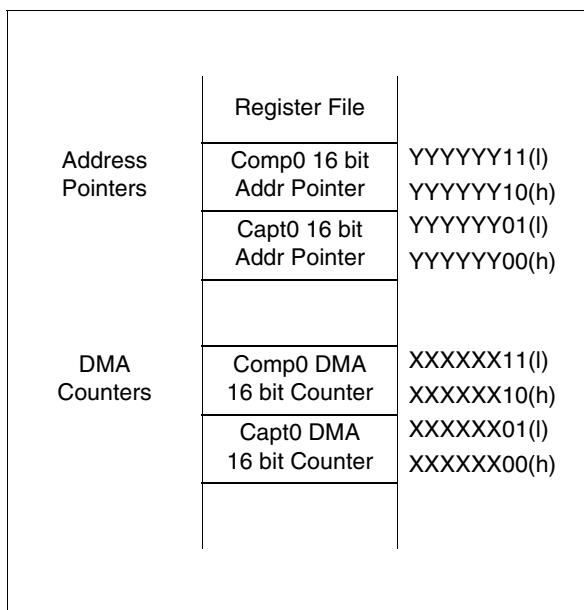 Register File
Address
Pointers
Comp0 16 bit
Addr Pointer
YYYYYY11(l)
YYYYYY10(h)
Capt0 16 bit
Addr Pointer
YYYYYY01(l)
YYYYYY00(h)
DMA
Counters
Comp0 DMA
16 bit Counter
XXXXXX11(l)
XXXXXX10(h)
Capt0 DMA
16 bit Counter
XXXXXX01(l)
XXXXXX00(h)